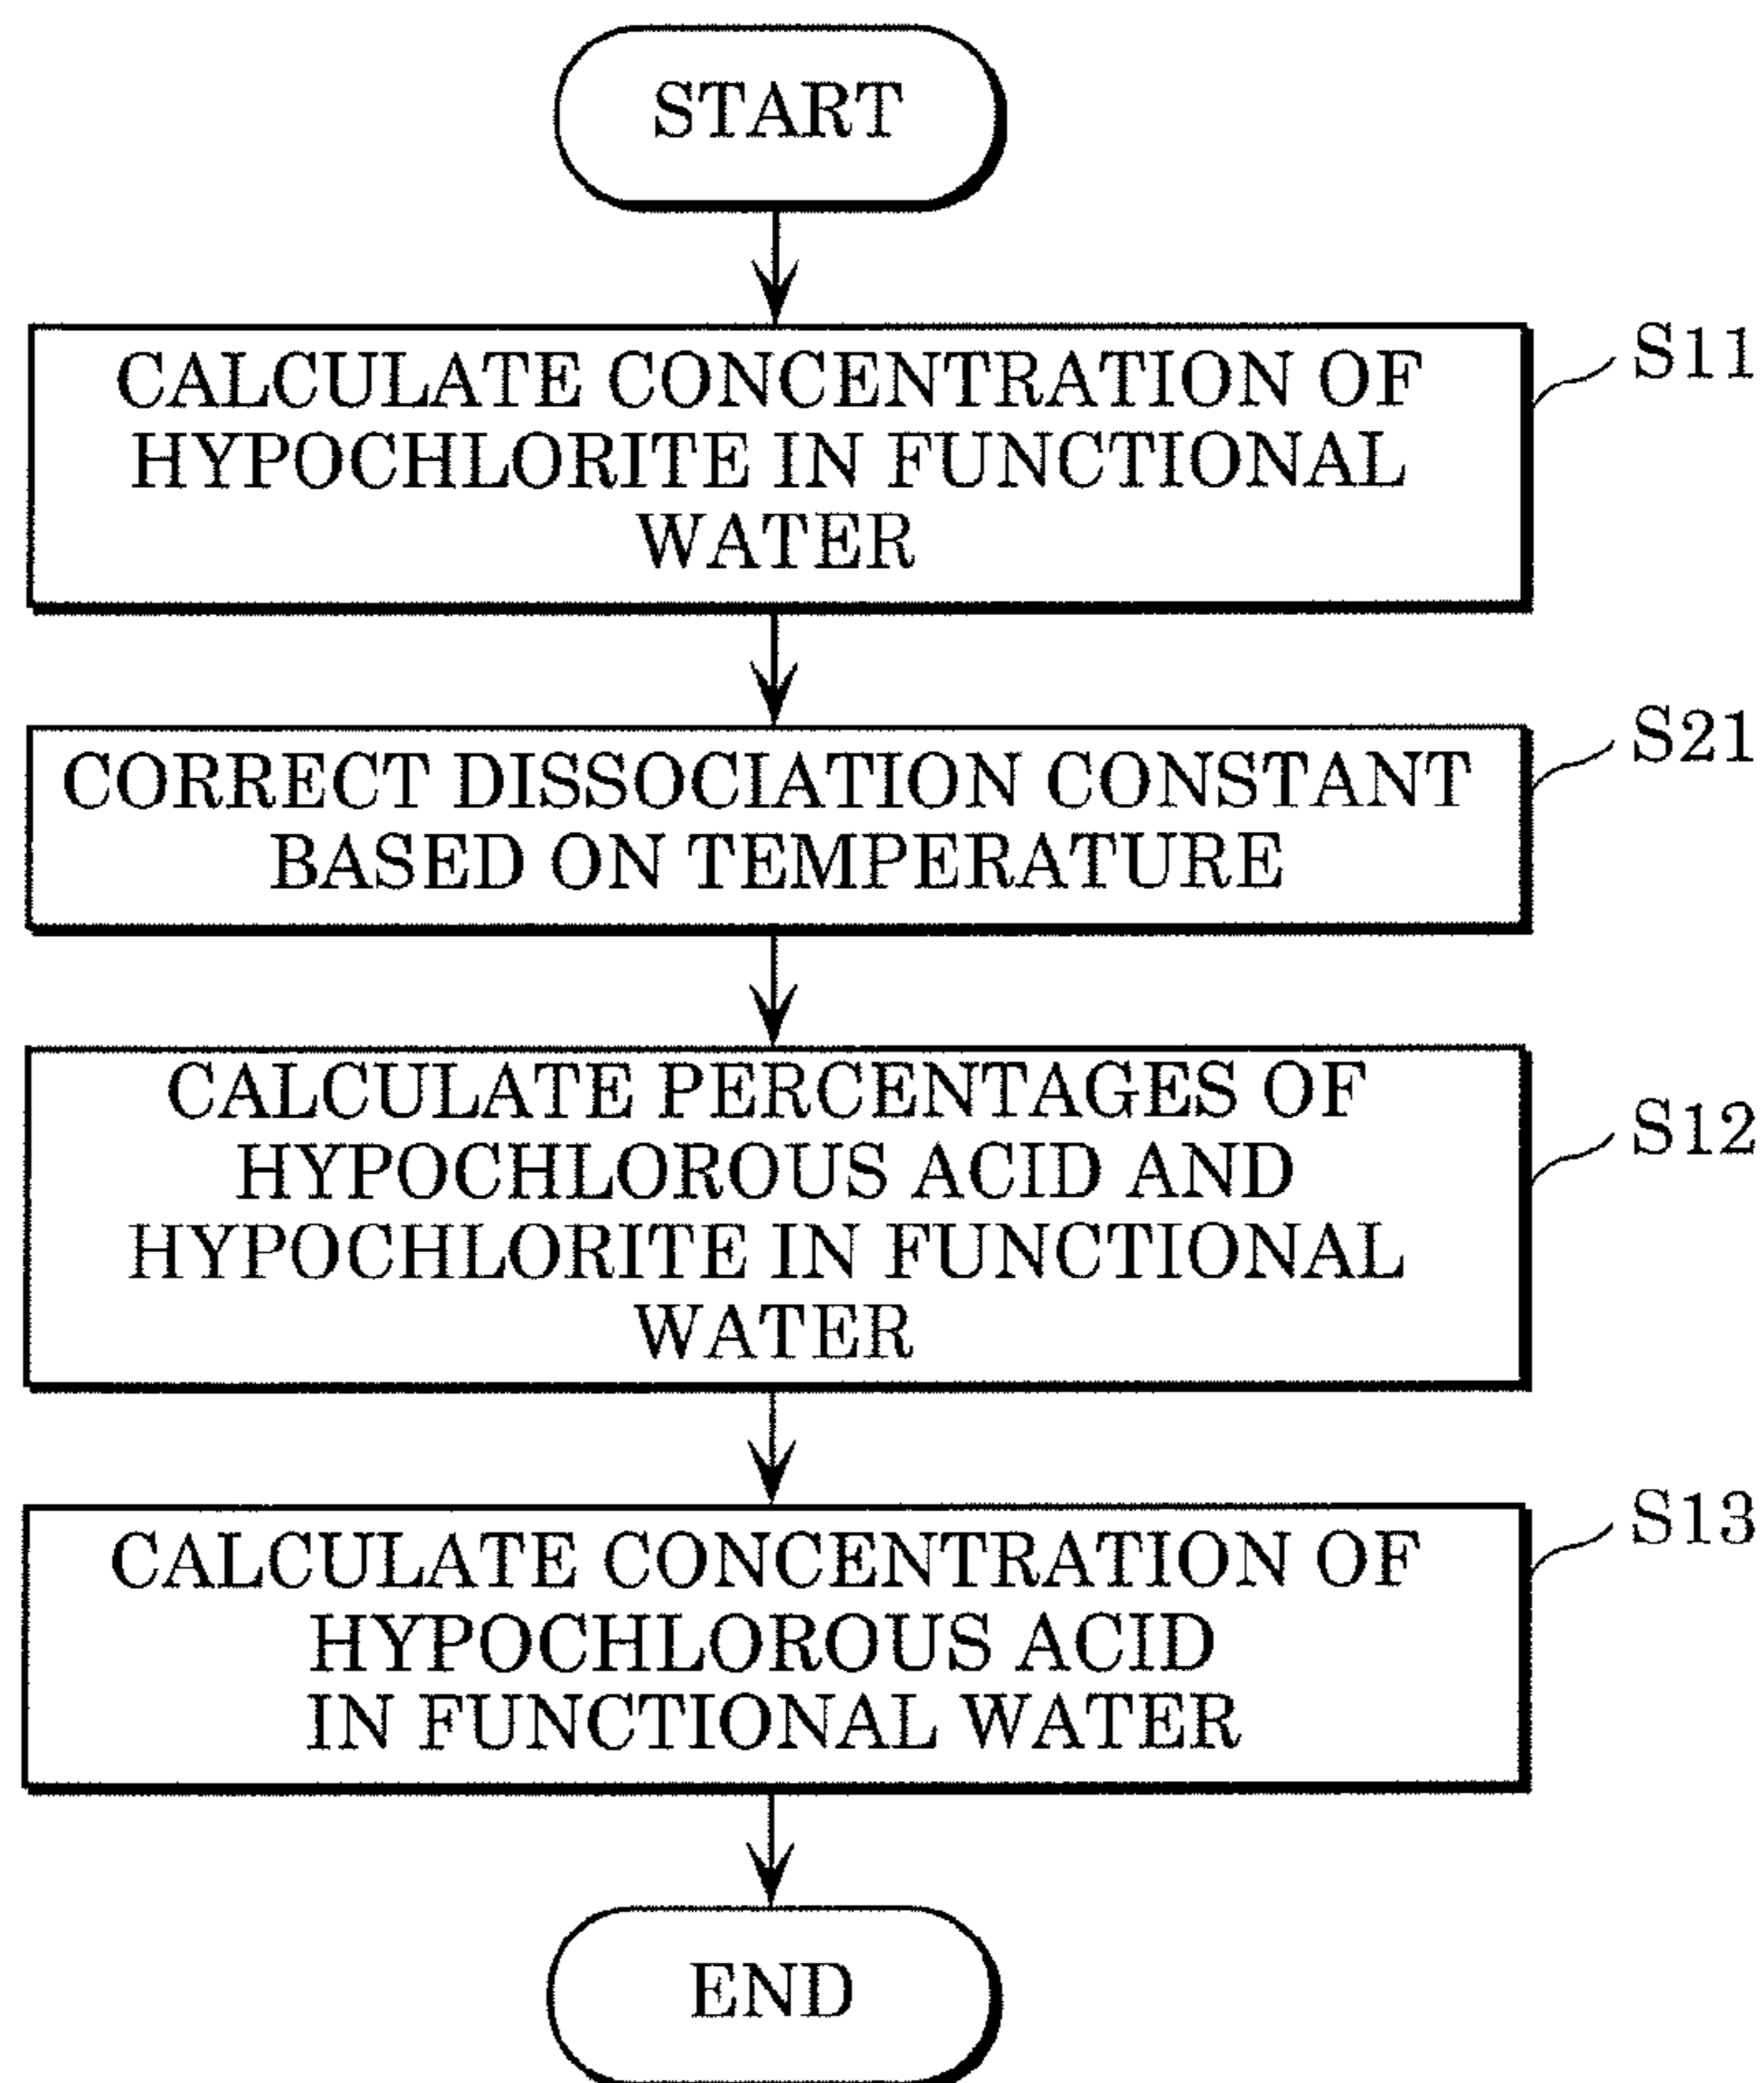 START
CALCULATE CONCENTRATION OF
HYPOCHLORITE IN FUNCTIONAL
WATER
S11
CORRECT DISSOCIATION CONSTANT
BASED ON TEMPERATURE
S21
CALCULATE PERCENTAGES OF
HYPOCHLOROUS ACID AND
HYPOCHLORITE IN FUNCTIONAL
WATER
S12
CALCULATE CONCENTRATION OF
HYPOCHLOROUS ACID
IN FUNCTIONAL WATER
S13
END